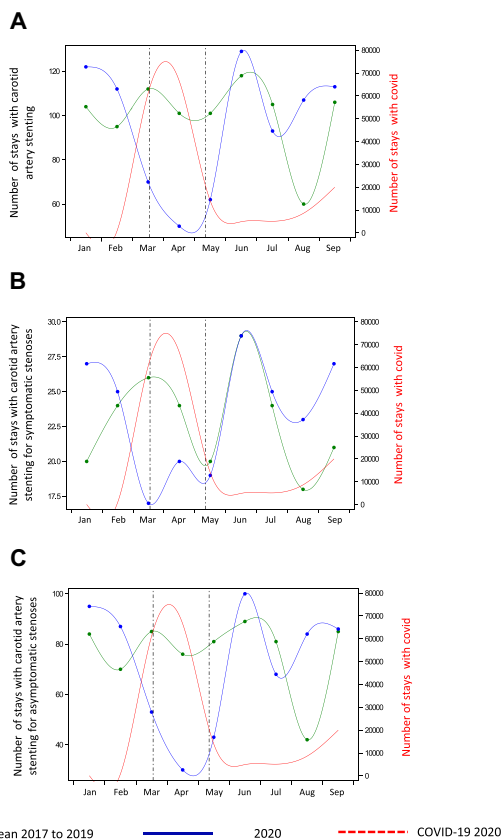 A
Number of stays with carotid
artery stenting
120
100
80
60
80000
70000
60000
50000
40000
30000
20000
10000
0
Number of stays with covid
Jan Feb Mar Apr May Jun Jul Aug Sep
B
Number of stays with carotid artery
stenting for symptomatic stenoses
30.0
27.5
25.0
22.5
20.0
17.5
80000
70000
60000
50000
40000
30000
20000
10000
0
Number of stays with covid
Jan Feb Mar Apr May Jun Jul Aug Sep
C
Number of stays with carotid artery
stenting for asymptomatic stenoses
100
80
60
40
80000
70000
60000
50000
40000
30000
20000
10000
0
Number of stays with covid
Jan Feb Mar Apr May Jun Jul Aug Sep
ean 2017 to 2019 2020 COVID-19 2020